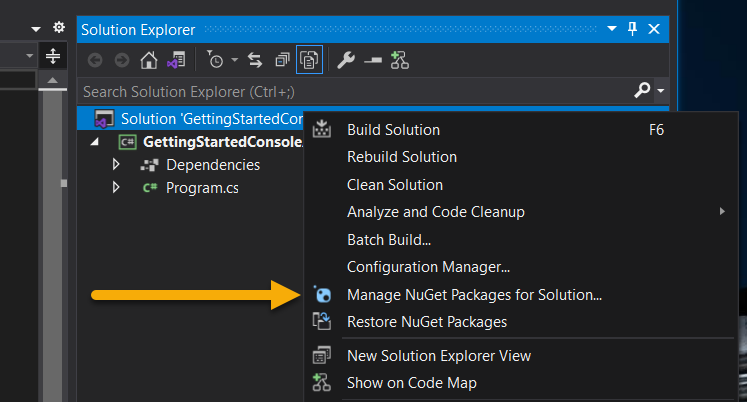 Solution Explorer
Search Solution Explorer (Ctrl+;)
Solution 'GettingStartedCon
C# GettingStartedConsole
Dependencies
C# Program.cs
Build Solution F6
Rebuild Solution
Clean Solution
Analyze and Code Cleanup
Batch Build...
Configuration Manager...
Manage NuGet Packages for Solution...
Restore NuGet Packages
New Solution Explorer View
Show on Code Map